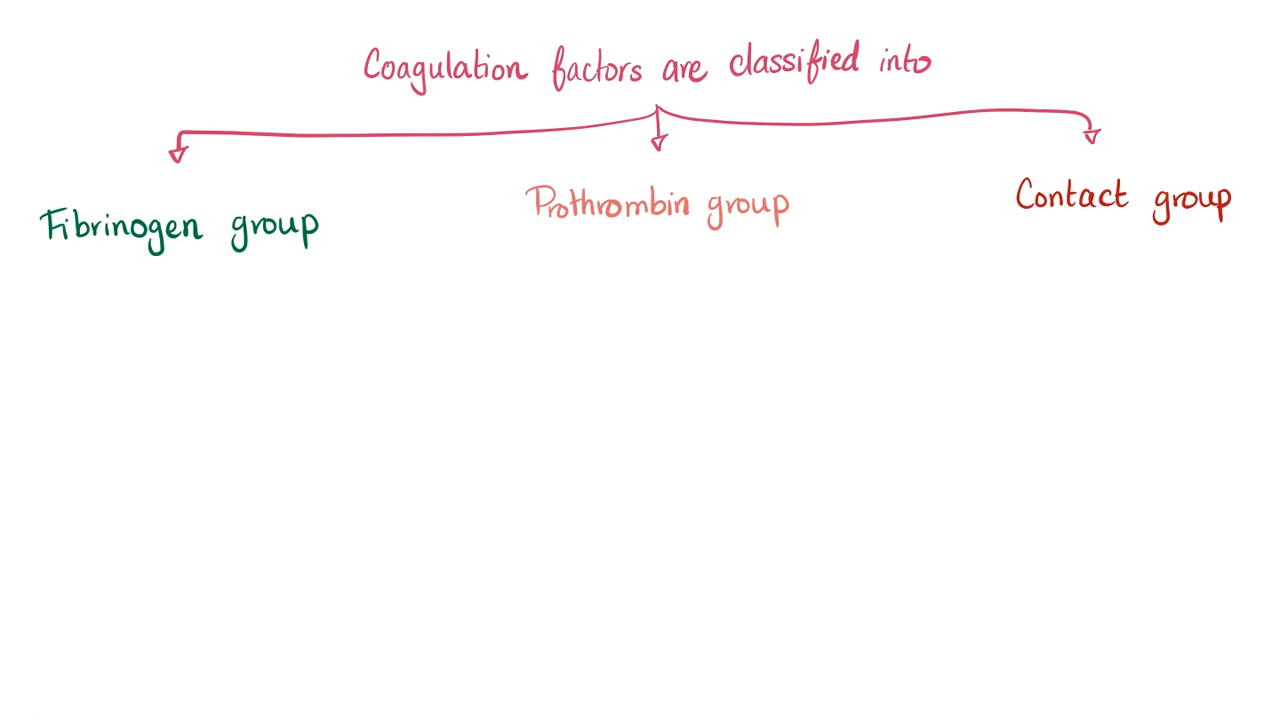 Coagulation factors are classified into
Fibrinogen group
Prothrombin group
Contact group